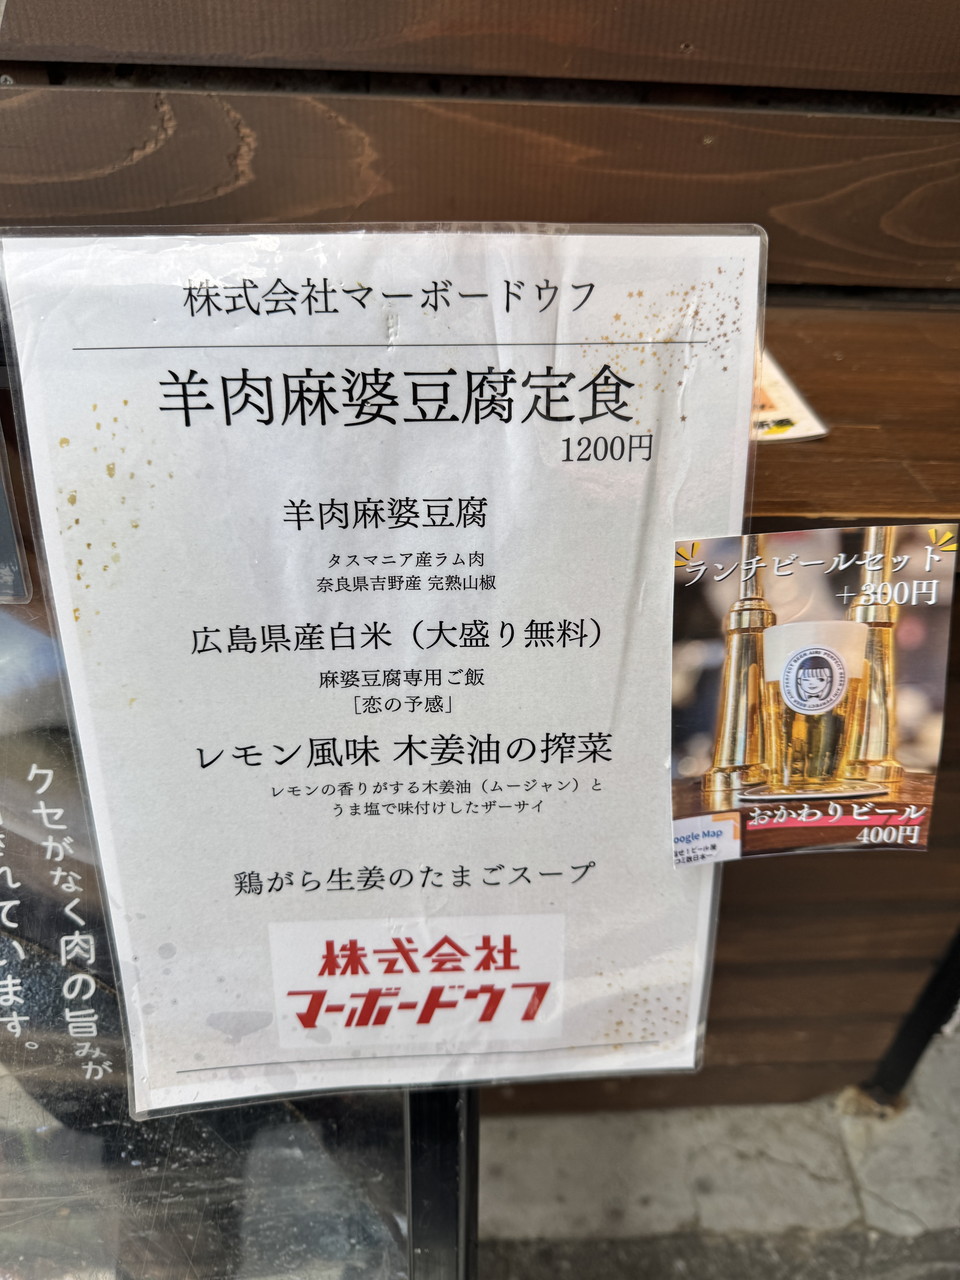 株式会社マーボードウフ
羊肉麻婆豆腐定食
1200円
羊肉麻婆豆腐
タスマニア産ラム肉
奈良県吉野産 完熟山椒
広島県産白米（大盛り無料）
麻婆豆腐専用ご飯
［恋の予感］
レモン風味 木姜油の搾菜
レモンの香りがする木姜油（ムージャン）と
うま塩で味付けしたザーサイ
鶏がら生姜のたまごスープ
株式会社
マーボードウフ
ランチビールセット
＋300円
おかわりビール
400円
oogle Map
クセがなく肉の旨みが
ています。